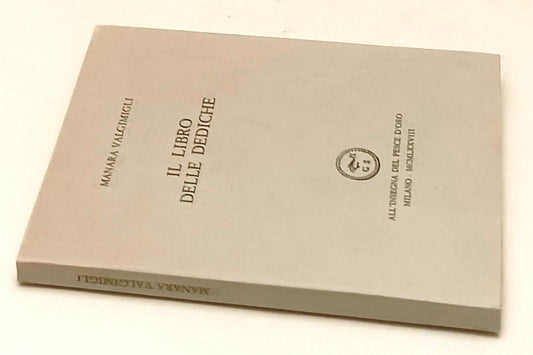 MANARA VALGIMIGLI
IL LIBRO
DELLE DEDICHE
G S
ALL'INSEGNA DEL PESCE D'ORO
MILANO - MCMLXXVIII
MANARA VALGIMIGLI